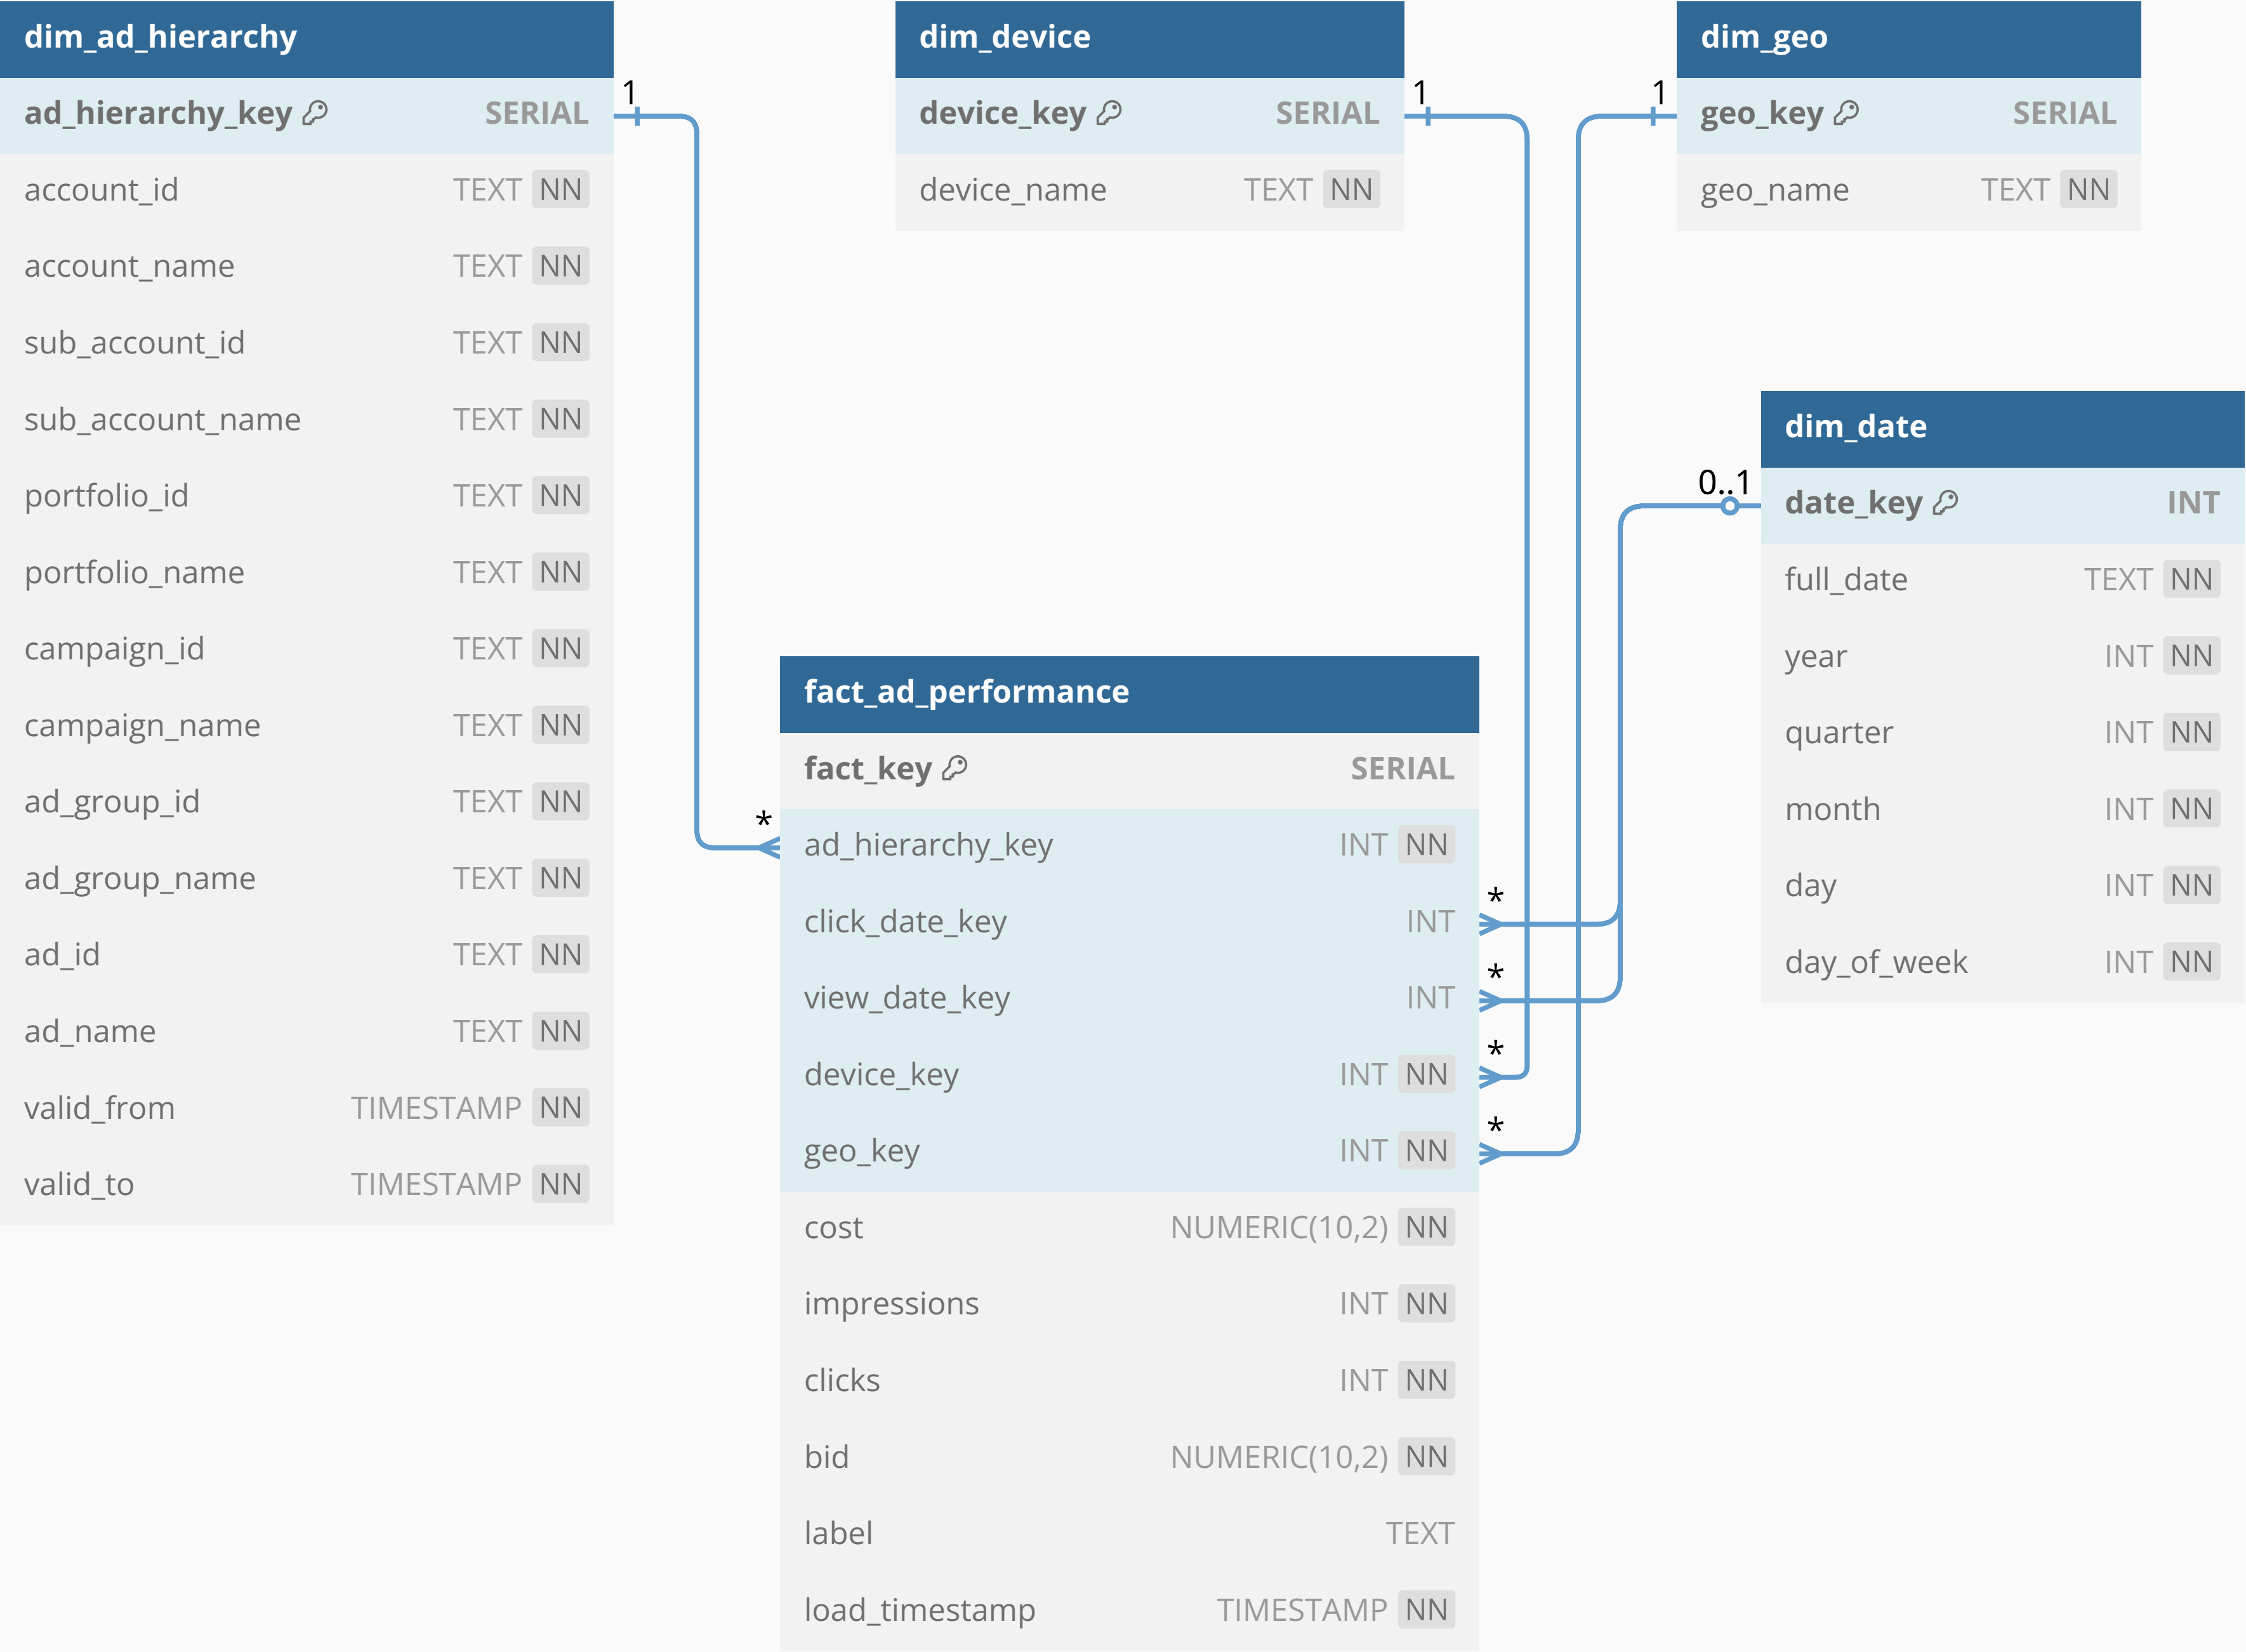 dim_ad_hierarchy
ad_hierarchy_key SERIAL
account_id TEXT NN
account_name TEXT NN
sub_account_id TEXT NN
sub_account_name TEXT NN
portfolio_id TEXT NN
portfolio_name TEXT NN
campaign_id TEXT NN
campaign_name TEXT NN
ad_group_id TEXT NN
ad_group_name TEXT NN
ad_id TEXT NN
ad_name TEXT NN
valid_from TIMESTAMP NN
valid_to TIMESTAMP NN
1
dim_device
device_key SERIAL
device_name TEXT NN
1
dim_geo
1
geo_key SERIAL
geo_name TEXT NN
dim_date
0..1
date_key INT
full_date TEXT NN
year INT NN
quarter INT NN
month INT NN
day INT NN
day_of_week INT NN
fact_ad_performance
fact_key SERIAL
*
ad_hierarchy_key INT NN
click_date_key INT
*
view_date_key INT
*
device_key INT NN
*
geo_key INT NN
*
cost NUMERIC(10,2) NN
impressions INT NN
clicks INT NN
bid NUMERIC(10,2) NN
label TEXT
load_timestamp TIMESTAMP NN